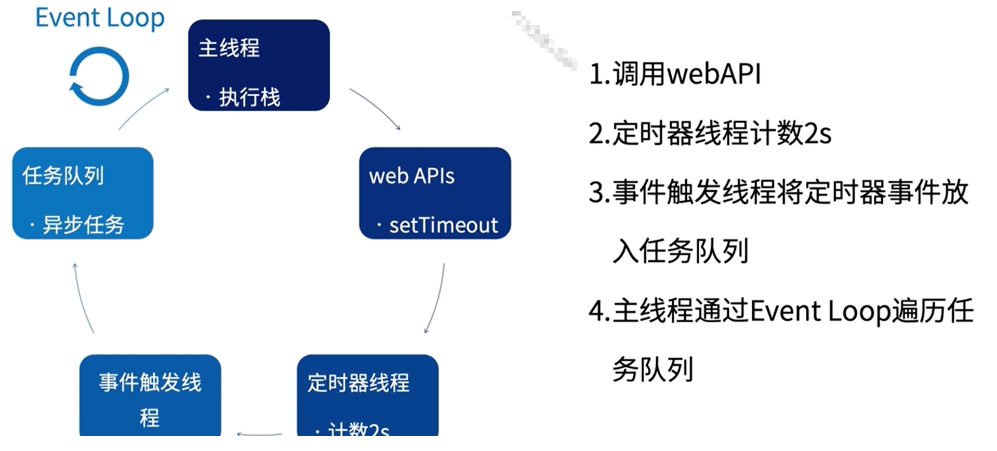 Event Loop
主线程
· 执行栈
web APIs
· setTimeout
定时器线程
· 计数2s
事件触发线
程
任务队列
· 异步任务
1.调用webAPI
2.定时器线程计数2s
3.事件触发线程将定时器事件放
入任务队列
4.主线程通过Event Loop遍历任
务队列